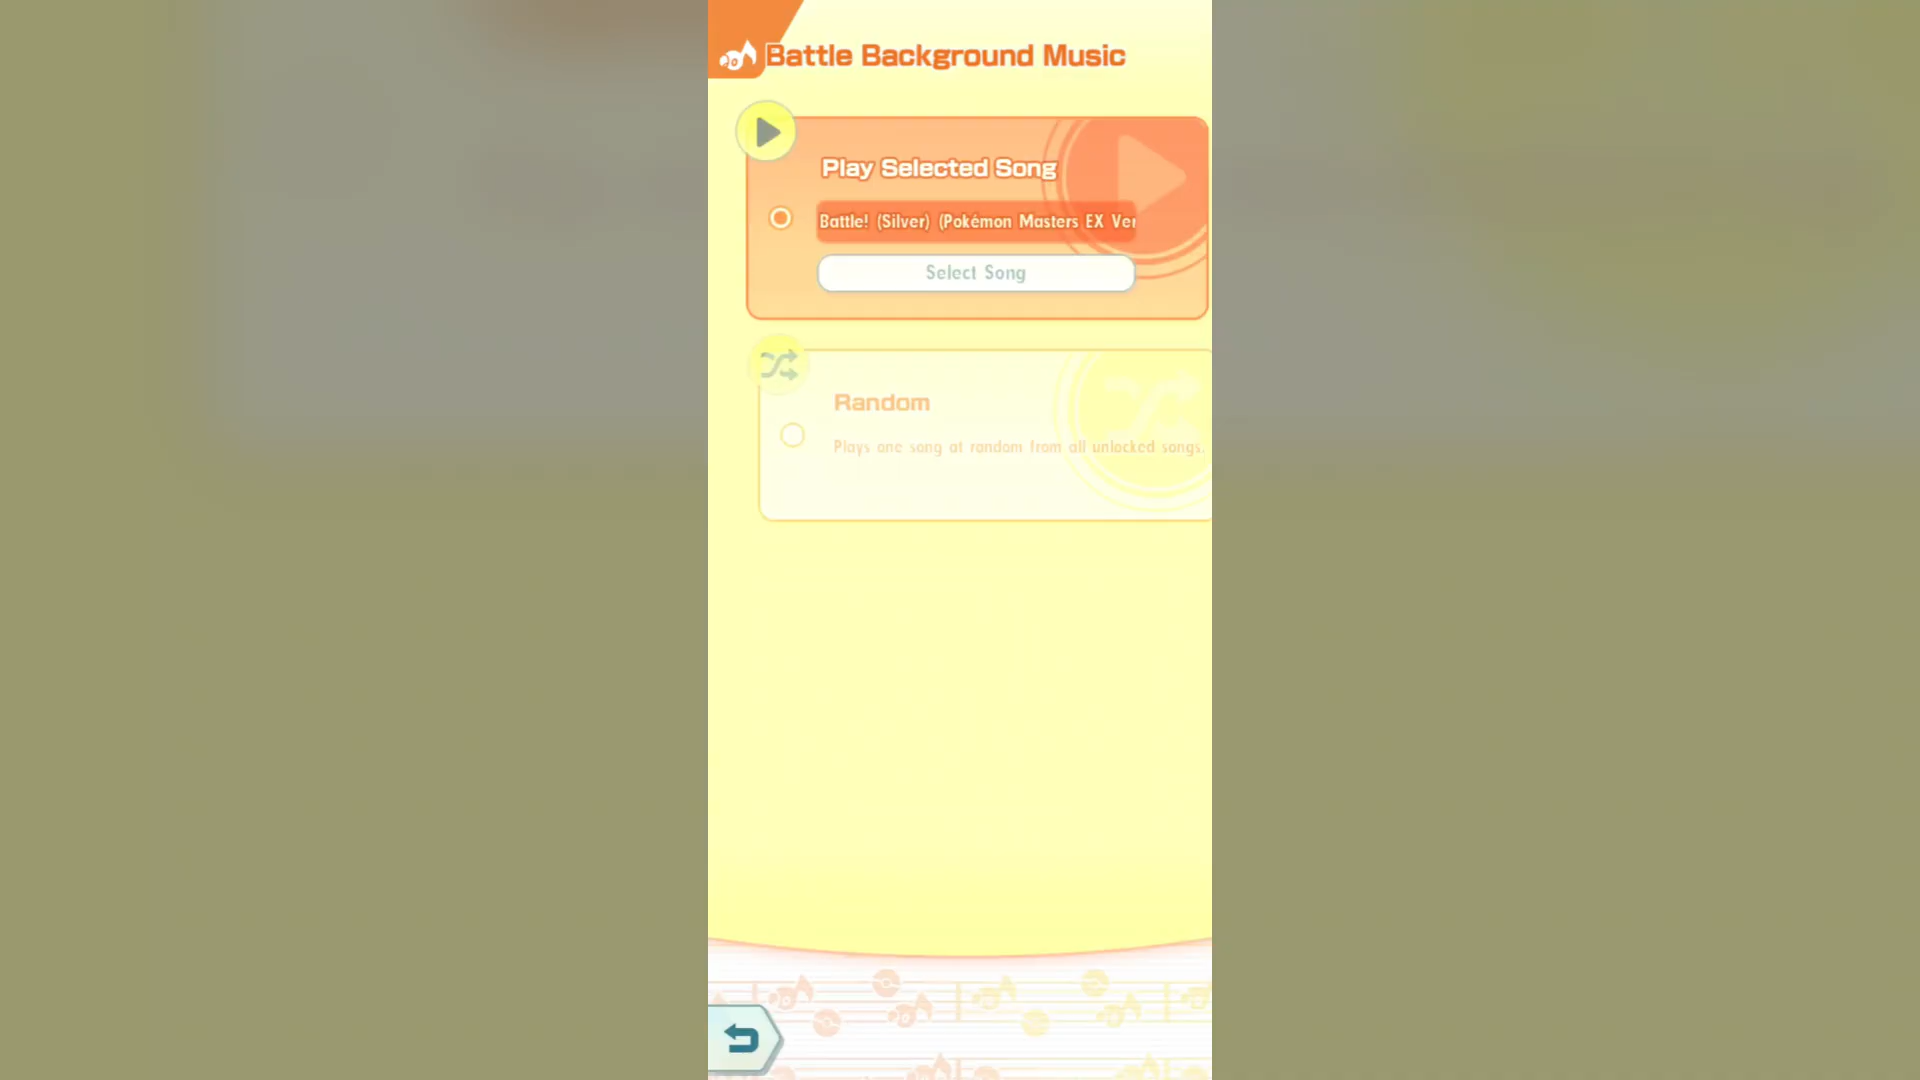 Battle Background Music
Play Selected Song
Battle! (Silver) (Pokémon Masters EX Ver
Select Song
Random
Plays one song at random from all unlocked songs.